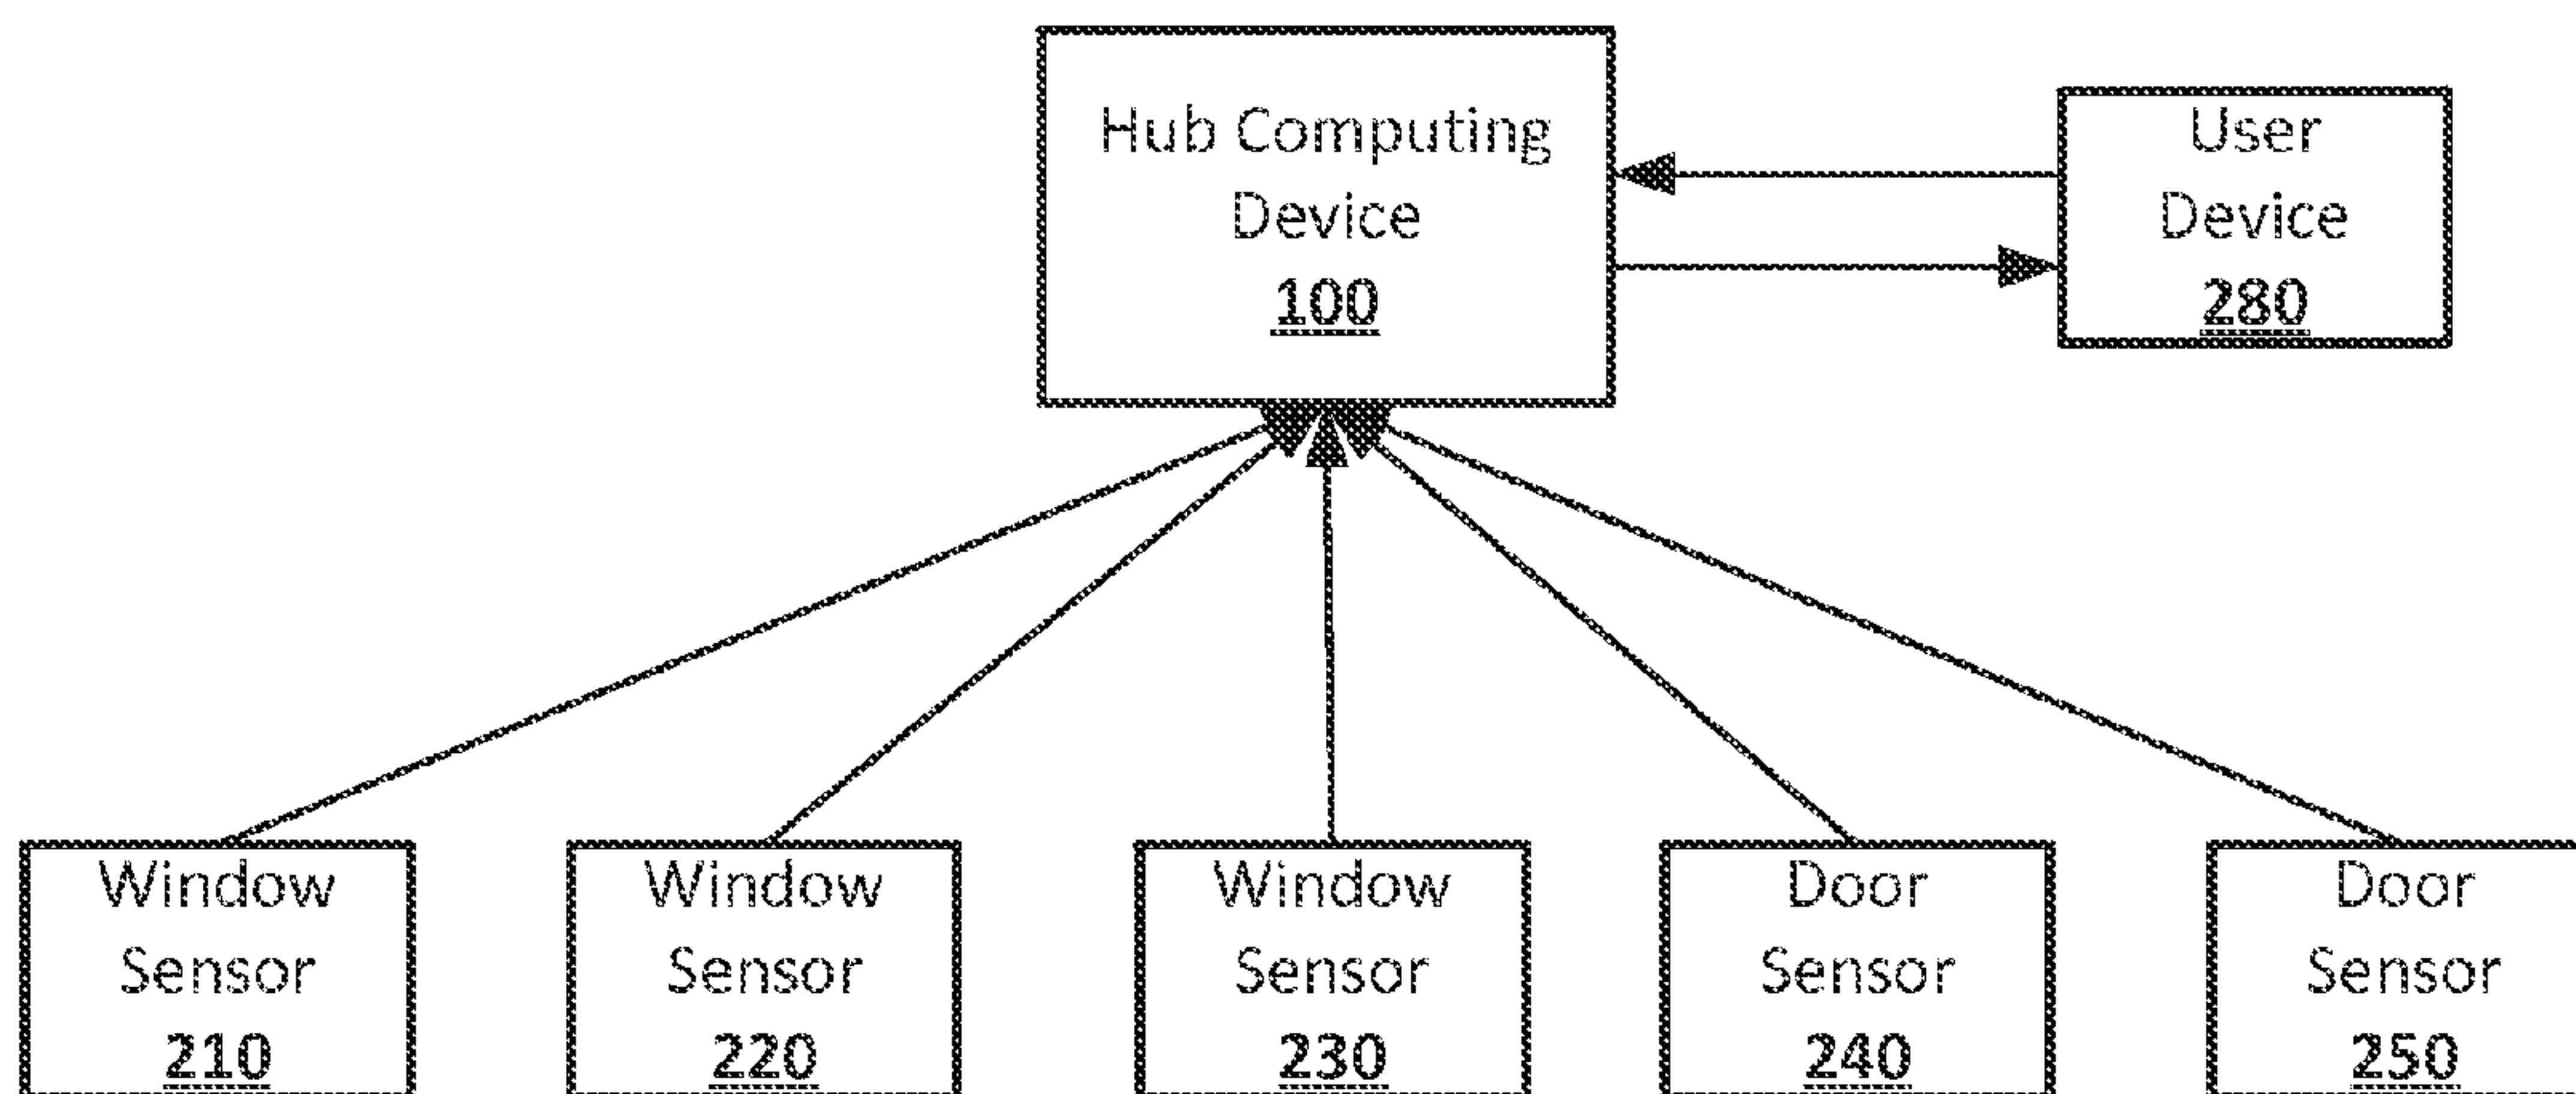 Hub Computing
Device
100
User
Device
280
Window
Sensor
210
Window
Sensor
220
Window
Sensor
230
Door
Sensor
240
Door
Sensor
250